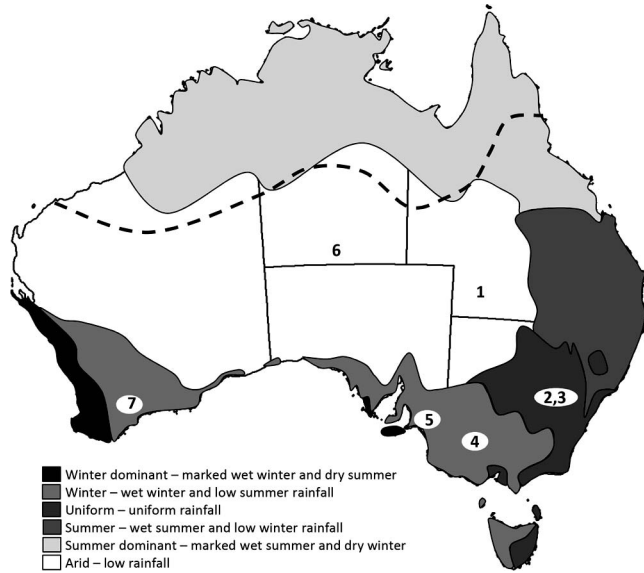 6
1
7
2,3
5
4
Winter dominant – marked wet winter and dry summer
Winter – wet winter and low summer rainfall
Uniform – uniform rainfall
Summer – wet summer and low winter rainfall
Summer dominant – marked wet summer and dry winter
Arid – low rainfall